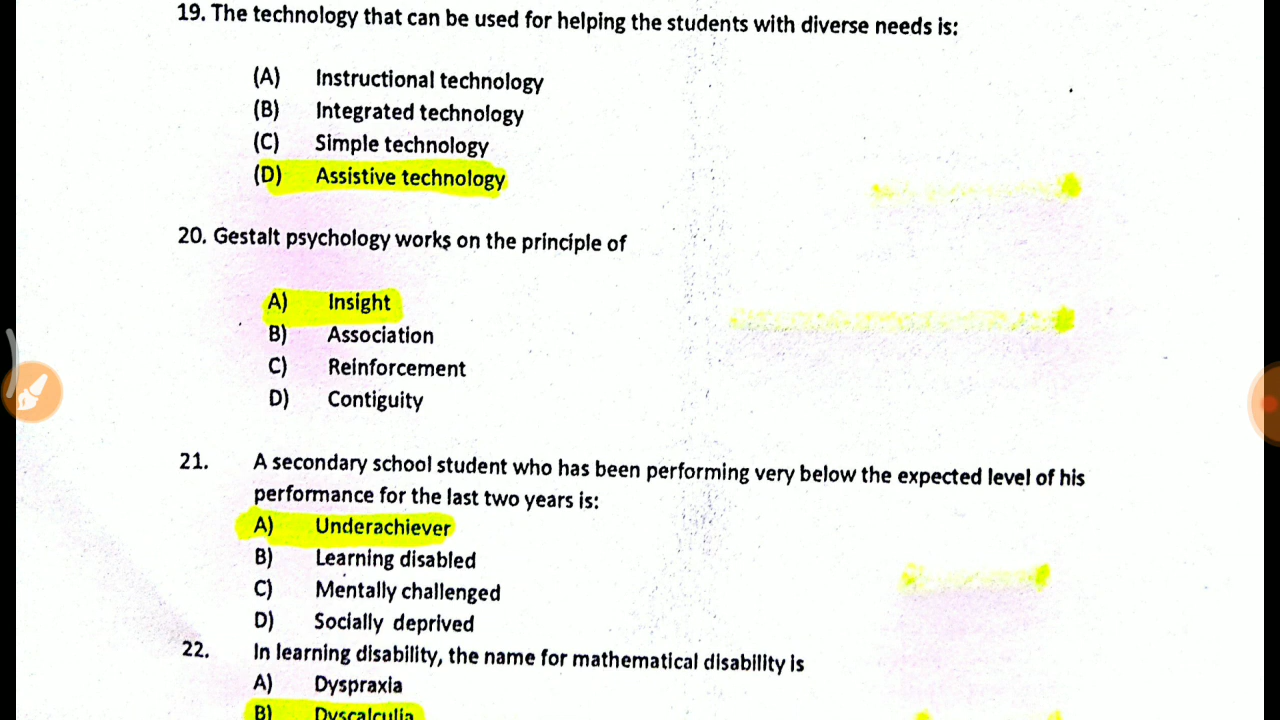 19. The technology that can be used for helping the students with diverse needs is:
(A) Instructional technology
(B) Integrated technology
(C) Simple technology
(D) Assistive technology
20. Gestalt psychology works on the principle of
A) Insight
B) Association
C) Reinforcement
D) Contiguity
21. A secondary school student who has been performing very below the expected level of his
performance for the last two years is:
A) Underachiever
B) Learning disabled
C) Mentally challenged
D) Socially deprived
22. In learning disability, the name for mathematical disability is
A) Dyspraxia
B) Dyscalculia